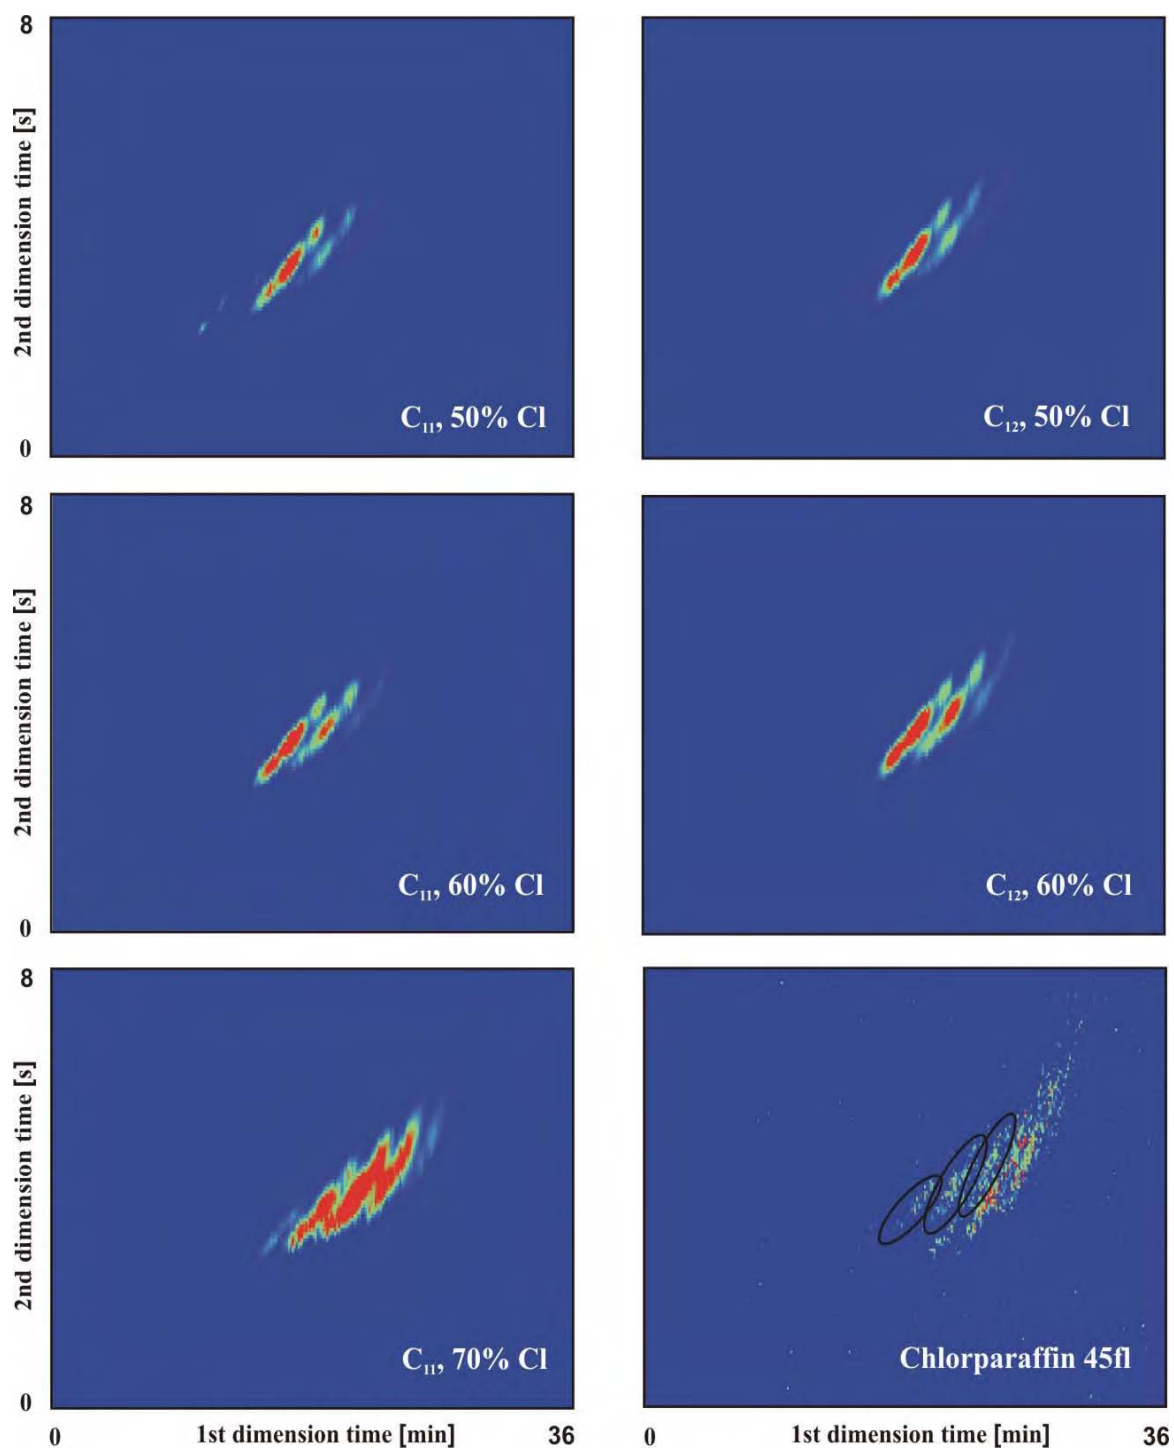 8
2nd dimension time [s]
C₁₁, 50% Cl
C₁₂, 50% Cl
0
8
2nd dimension time [s]
C₁₁, 60% Cl
C₁₂, 60% Cl
0
8
2nd dimension time [s]
C₁₁, 70% Cl
Chlorparaffin 45fl
0
0 1st dimension time [min] 36
0 1st dimension time [min] 36